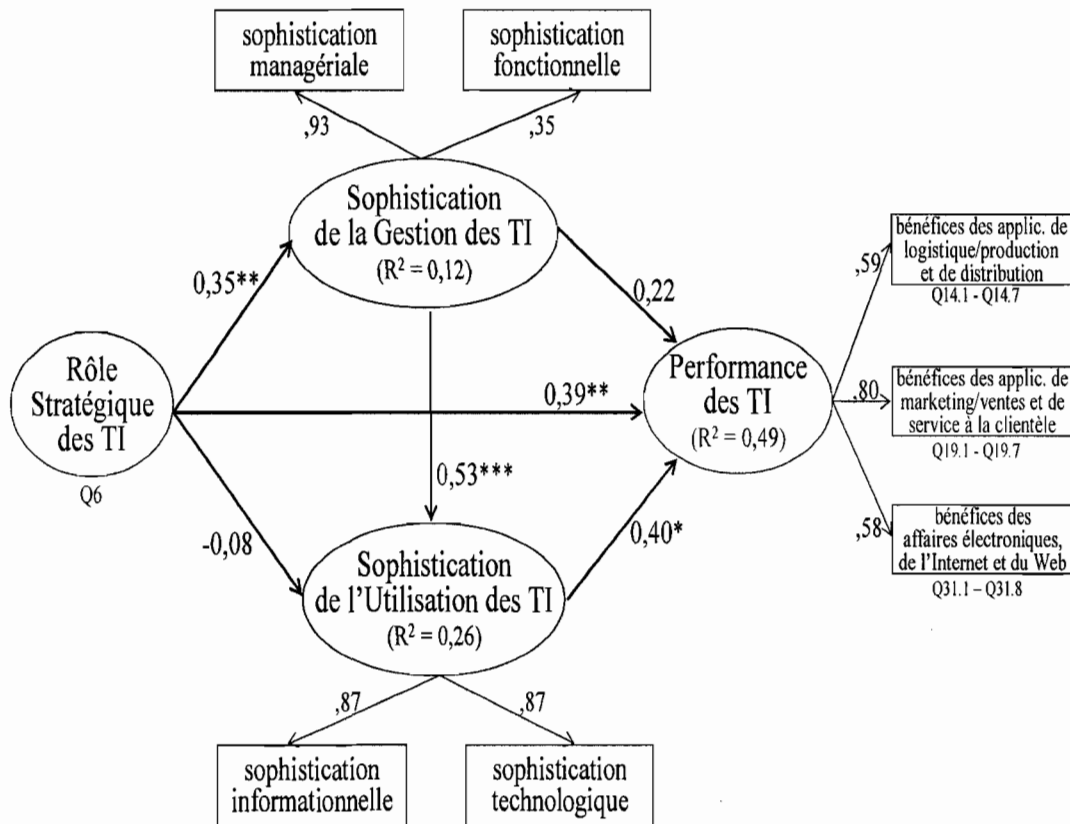 sophistication
managériale
sophistication
fonctionnelle
,93
,35
Sophistication
de la Gestion des TI
(R² = 0,12)
0,35**
0,22
Rôle
Stratégique
des TI
Q6
0,39**
0,53***
-0,08
0,40*
Performance
des TI
(R² = 0,49)
,59
bénéfices des applic. de
logistique/production
et de distribution
Q14.1 - Q14.7
,80
bénéfices des applic. de
marketing/ventes et de
service à la clientèle
Q19.1 - Q19.7
,58
bénéfices des
affaires électroniques,
de l'Internet et du Web
Q31.1 – Q31.8
Sophistication
de l'Utilisation des TI
(R² = 0,26)
,87
,87
sophistication
informationnelle
sophistication
technologique